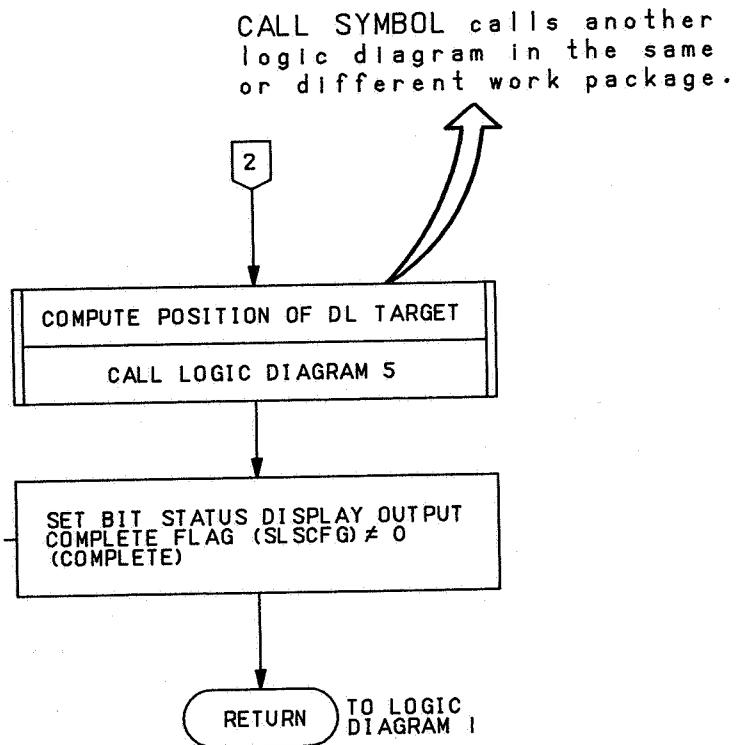 CALL SYMBOL calls another
logic diagram in the same
or different work package.
2
COMPUTE POSITION OF DL TARGET
CALL LOGIC DIAGRAM 5
SET BIT STATUS DISPLAY OUTPUT
COMPLETE FLAG (SLSCFG) ≠ 0
(COMPLETE)
RETURN
TO LOGIC
DIAGRAM 1